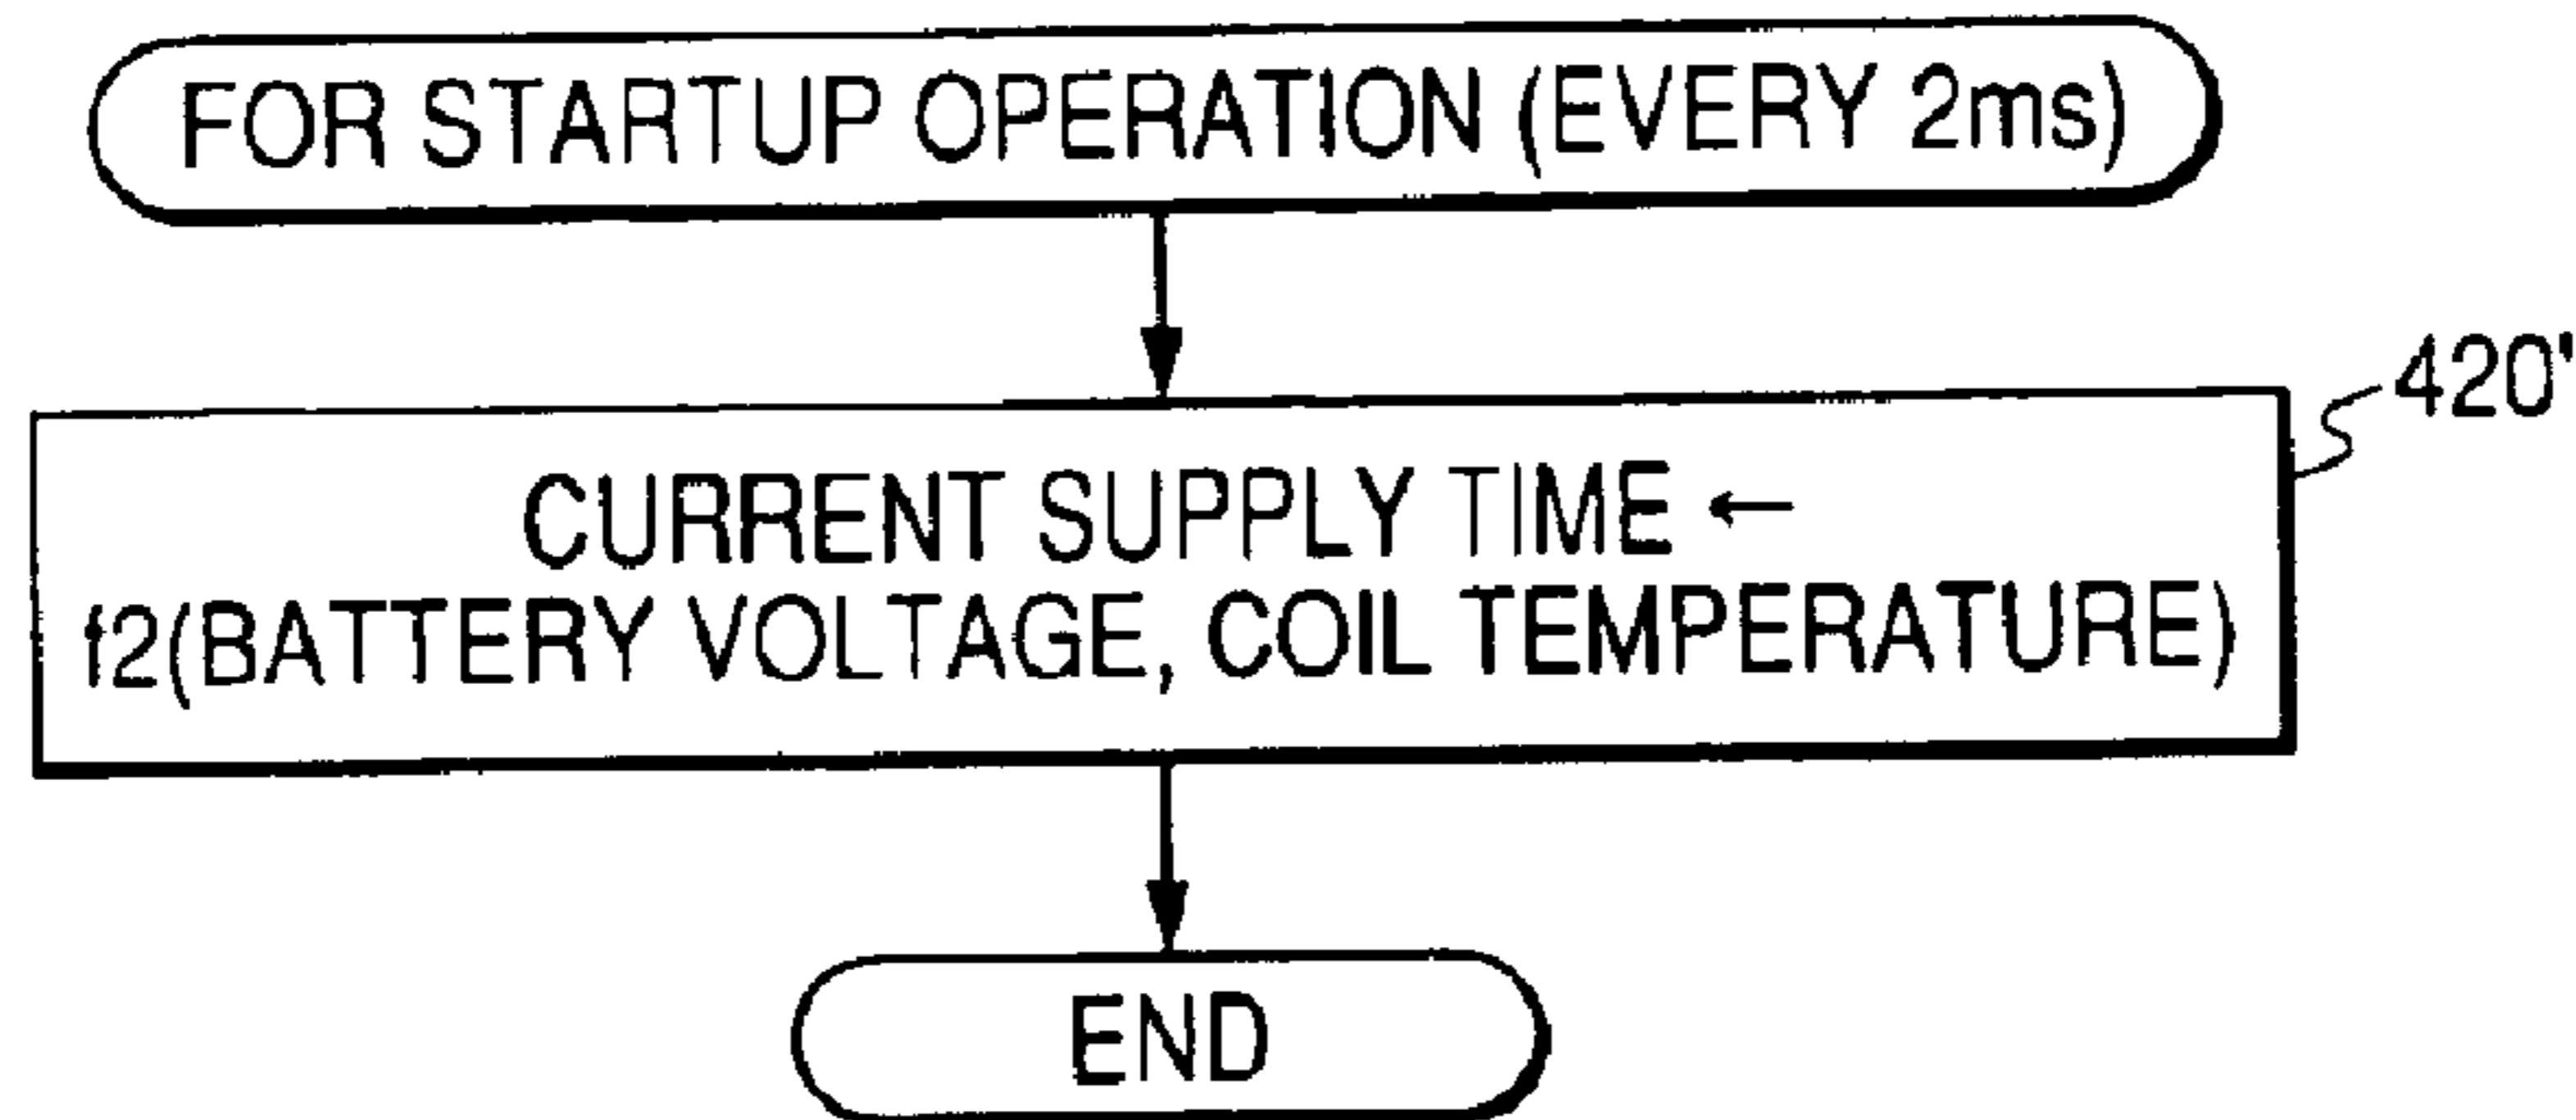 FOR STARTUP OPERATION (EVERY 2ms)
420'
CURRENT SUPPLY TIME ←
f2(BATTERY VOLTAGE, COIL TEMPERATURE)
END